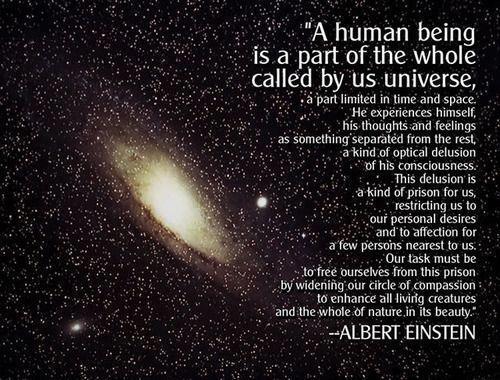 "A human being
is a part of the whole
called by us universe,
a part limited in time and space.
He experiences himself,
his thoughts and feelings
as something separated from the rest,
a kind of optical delusion
of his consciousness.
This delusion is
a kind of prison for us,
restricting us to
our personal desires
and to affection for
a few persons nearest to us.
Our task must be
to free ourselves from this prison
by widening our circle of compassion
to enhance all living creatures
and the whole of nature in its beauty."
--ALBERT EINSTEIN